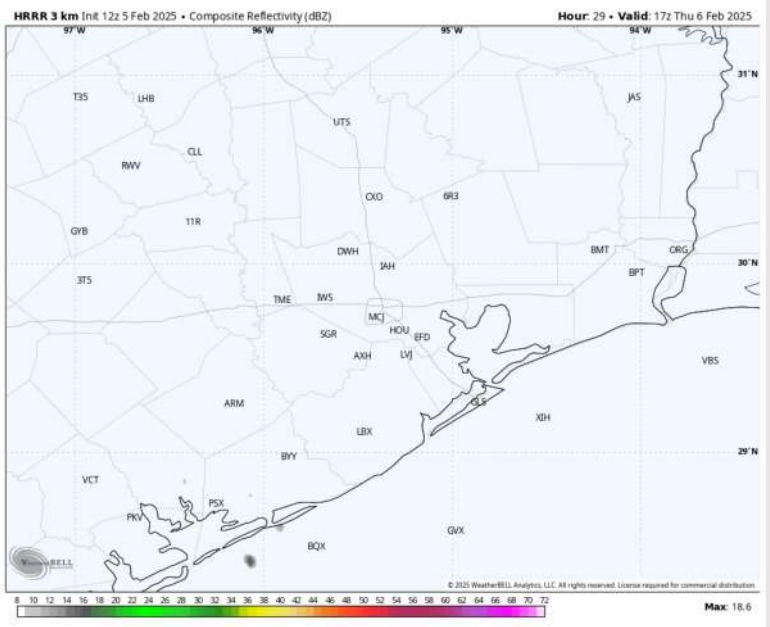 HRRR 3 km Init 12z 5 Feb 2025 • Composite Reflectivity (dBZ) Hour: 29 • Valid: 17z Thu 6 Feb 2025
97°W 96°W 95°W 94°W
31°N
T35 LHB JAS
UTS
CLL
RWV
CXO 6R3
11R
GYB
DWH BMT ORG
IAH 30°N
3T5 BPT
TME IWS
MCJ
SGR HOU EFD
AXH LVJ
VBS
ARM GLS
XIH
LBX
BYY 29°N
VCT
PSX
PKV
GVX
BQX
WeatherBELL
© 2025 WeatherBELL Analytics, LLC. All rights reserved. License required for commercial distribution
8 10 12 14 16 18 20 22 24 26 28 30 32 34 36 38 40 42 44 46 48 50 52 54 56 58 60 62 64 66 68 70 72 Max: 18.6